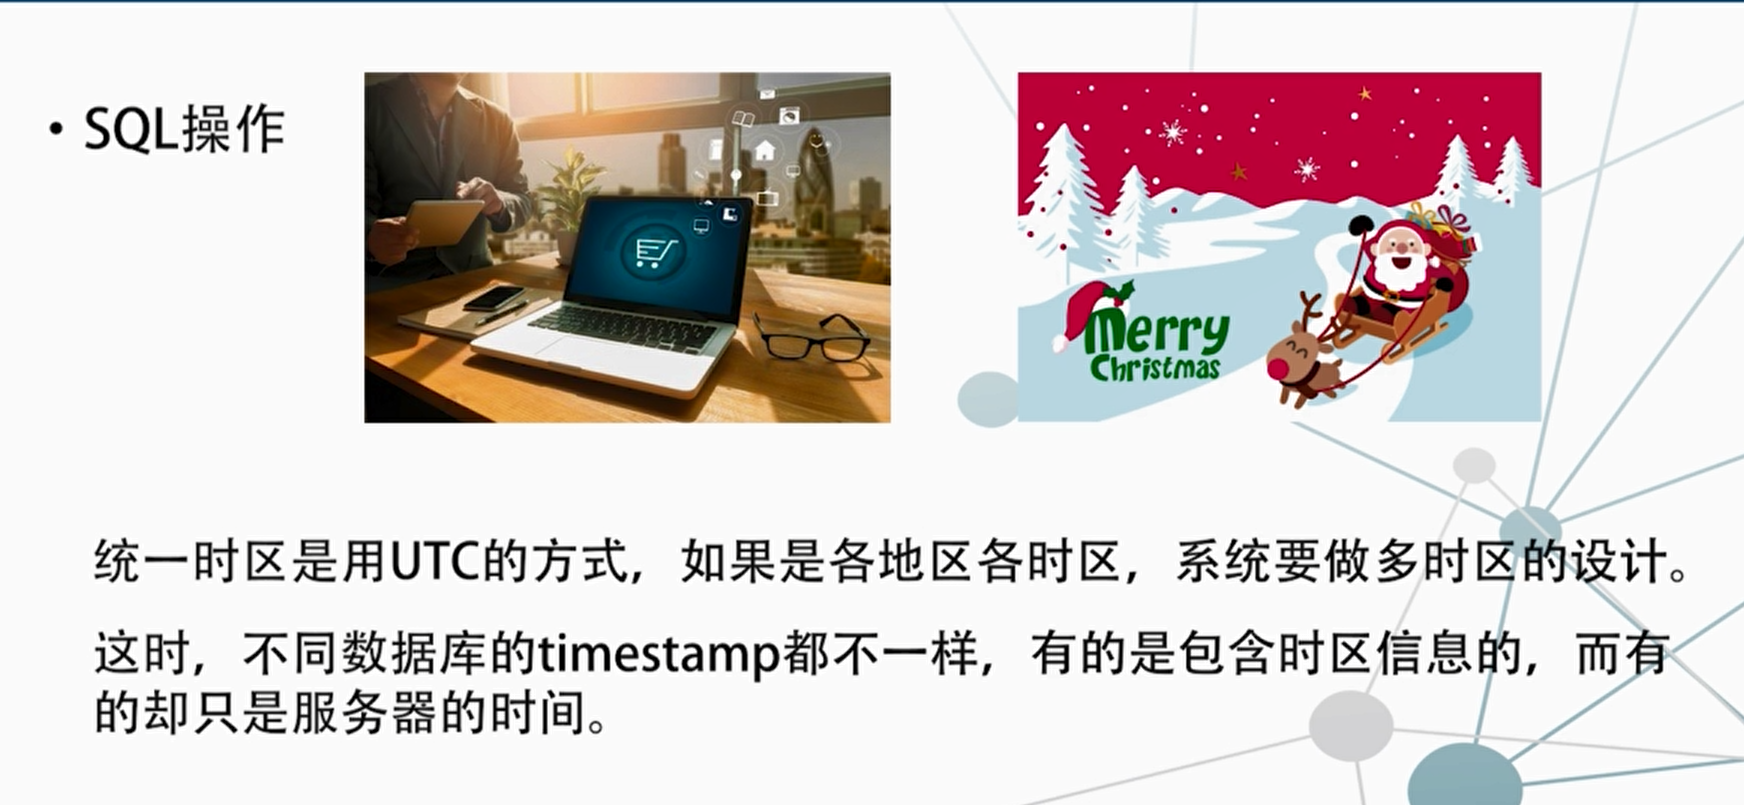 • SQL操作
Merry
Christmas
统一时区是用UTC的方式，如果是各地区各时区，系统要做多时区的设计。
这时，不同数据库的timestamp都不一样，有的是包含时区信息的，而有
的却只是服务器的时间。